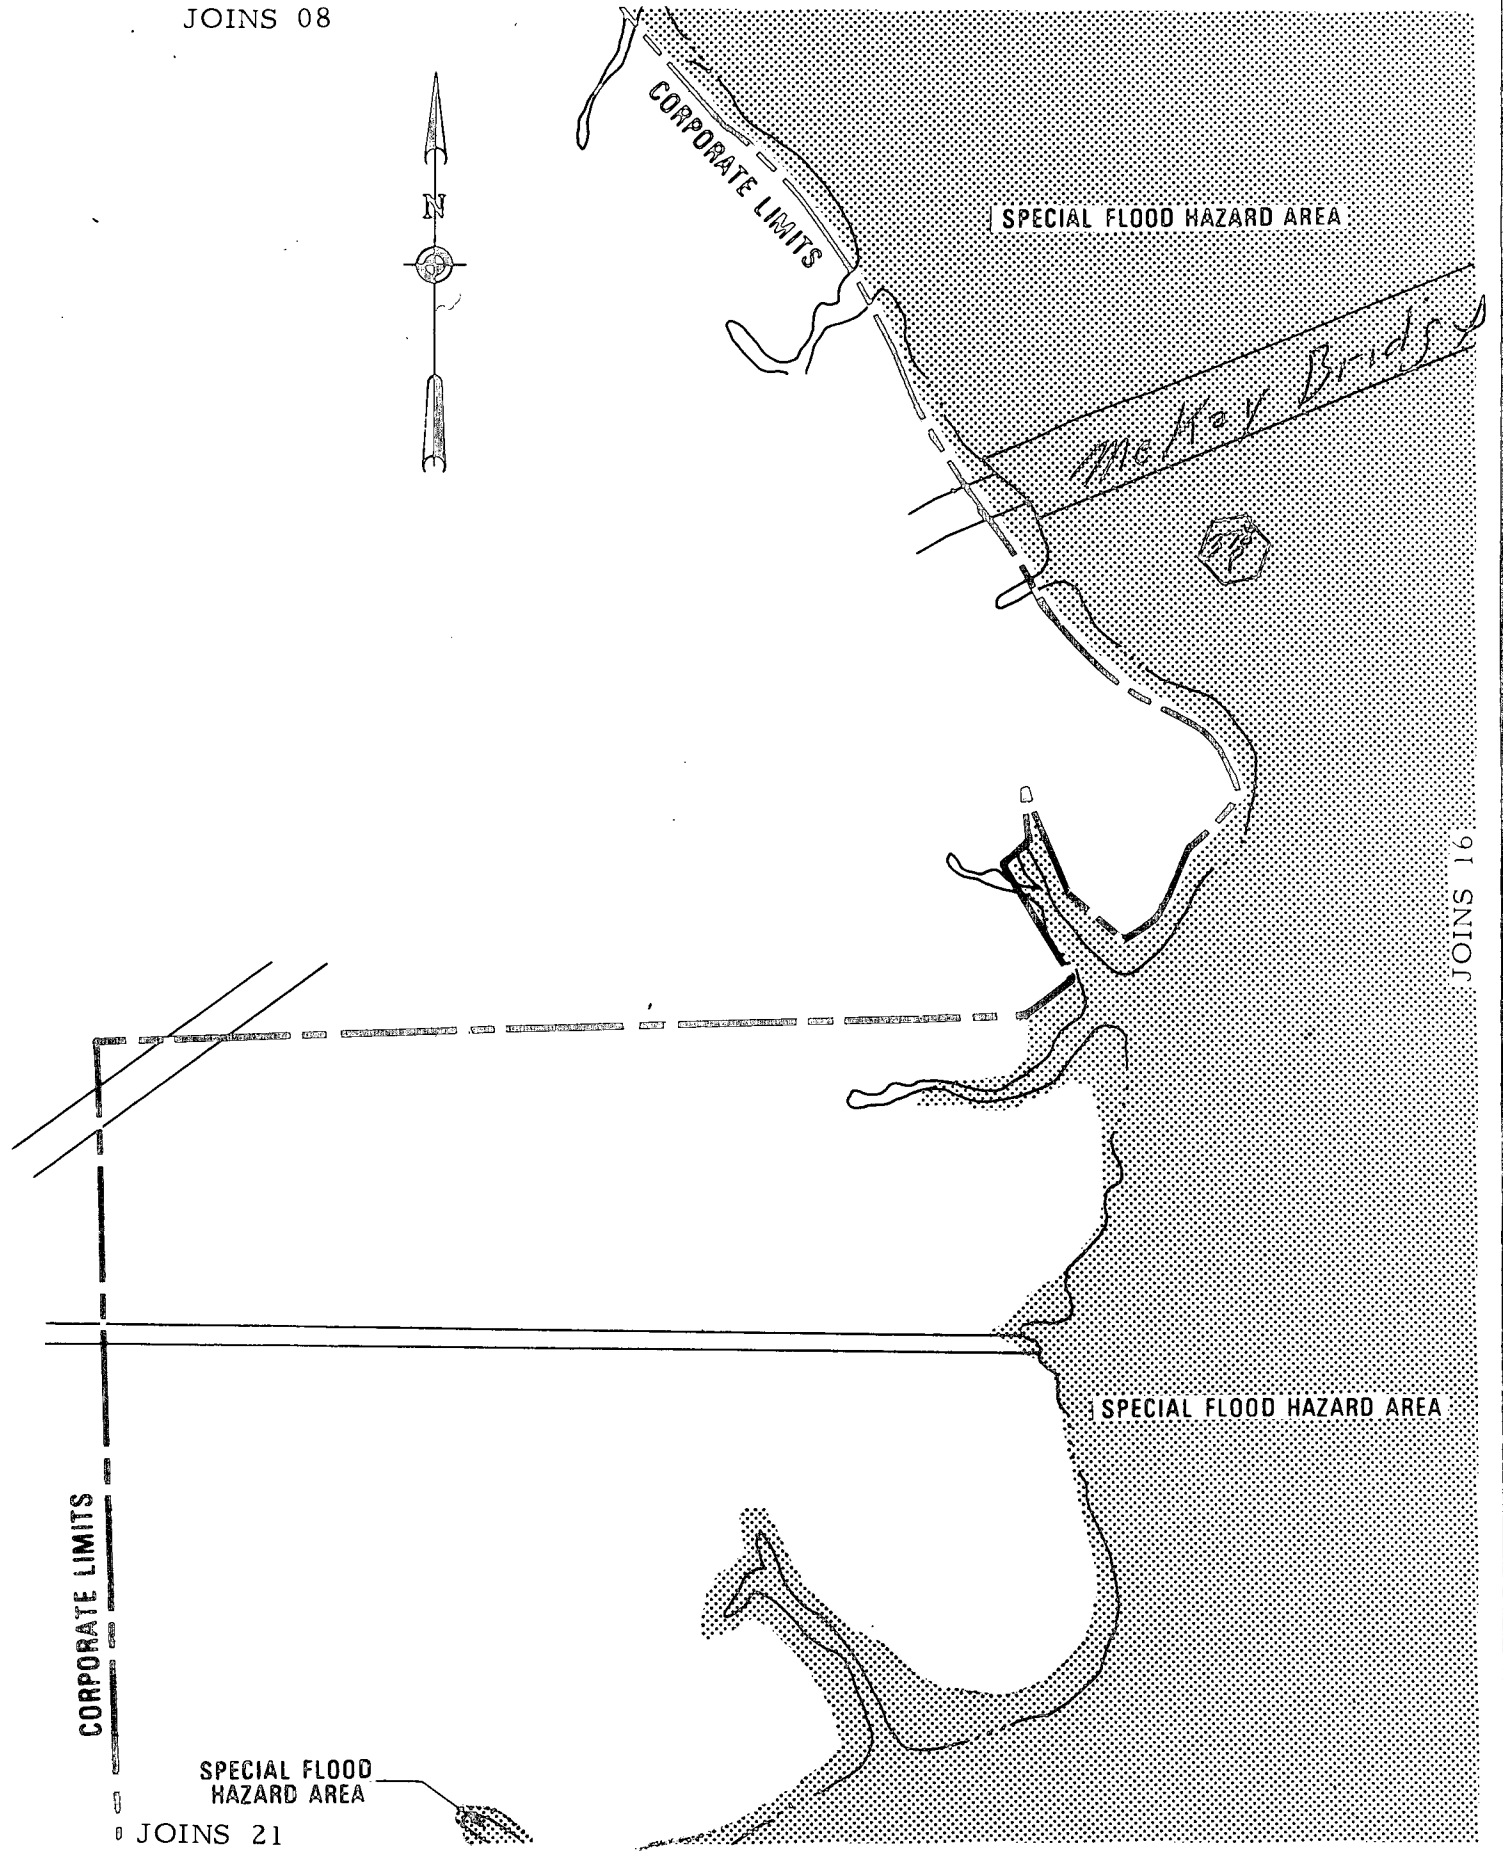 JOINS 08
CORPORATE LIMITS
N
SPECIAL FLOOD HAZARD AREA
McKay Bridge
JOINS 16
SPECIAL FLOOD HAZARD AREA
CORPORATE LIMITS
SPECIAL FLOOD
HAZARD AREA
JOINS 21